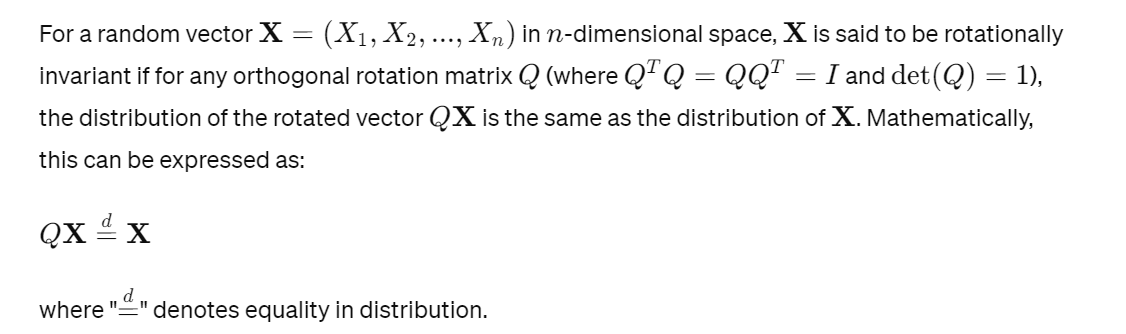 For a random vector 𝐗 = (X₁, X₂, ..., Xₙ) in n-dimensional space, 𝐗 is said to be rotationally
invariant if for any orthogonal rotation matrix Q (where QᵀQ = QQᵀ = I and det(Q) = 1),
the distribution of the rotated vector Q𝐗 is the same as the distribution of 𝐗. Mathematically,
this can be expressed as:
Q𝐗 =ᵈ 𝐗
where "=ᵈ" denotes equality in distribution.